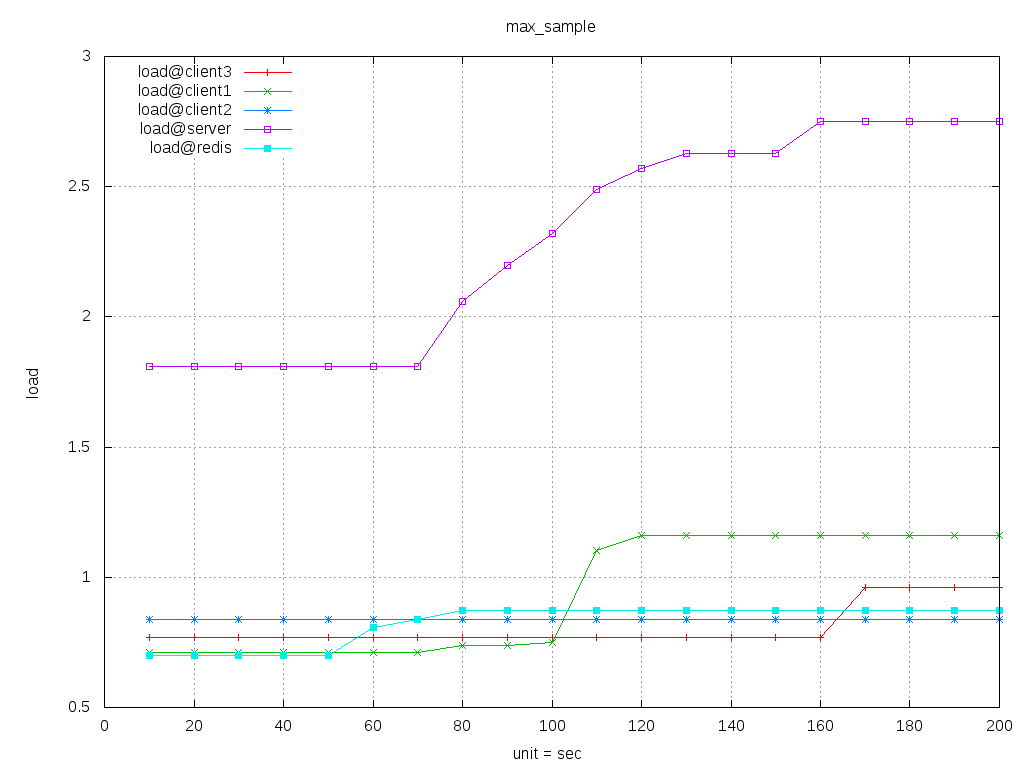 max_sample
load@client3
load@client1
load@client2
load@server
load@redis
3
2.5
2
1.5
1
0.5
load
0 20 40 60 80 100 120 140 160 180 200
unit = sec